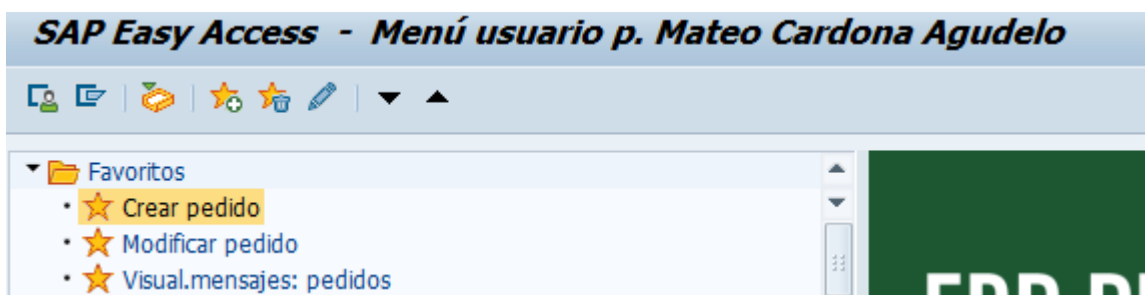 SAP Easy Access - Menú usuario p. Mateo Cardona Agudelo
Favoritos
Crear pedido
Modificar pedido
Visual.mensajes: pedidos